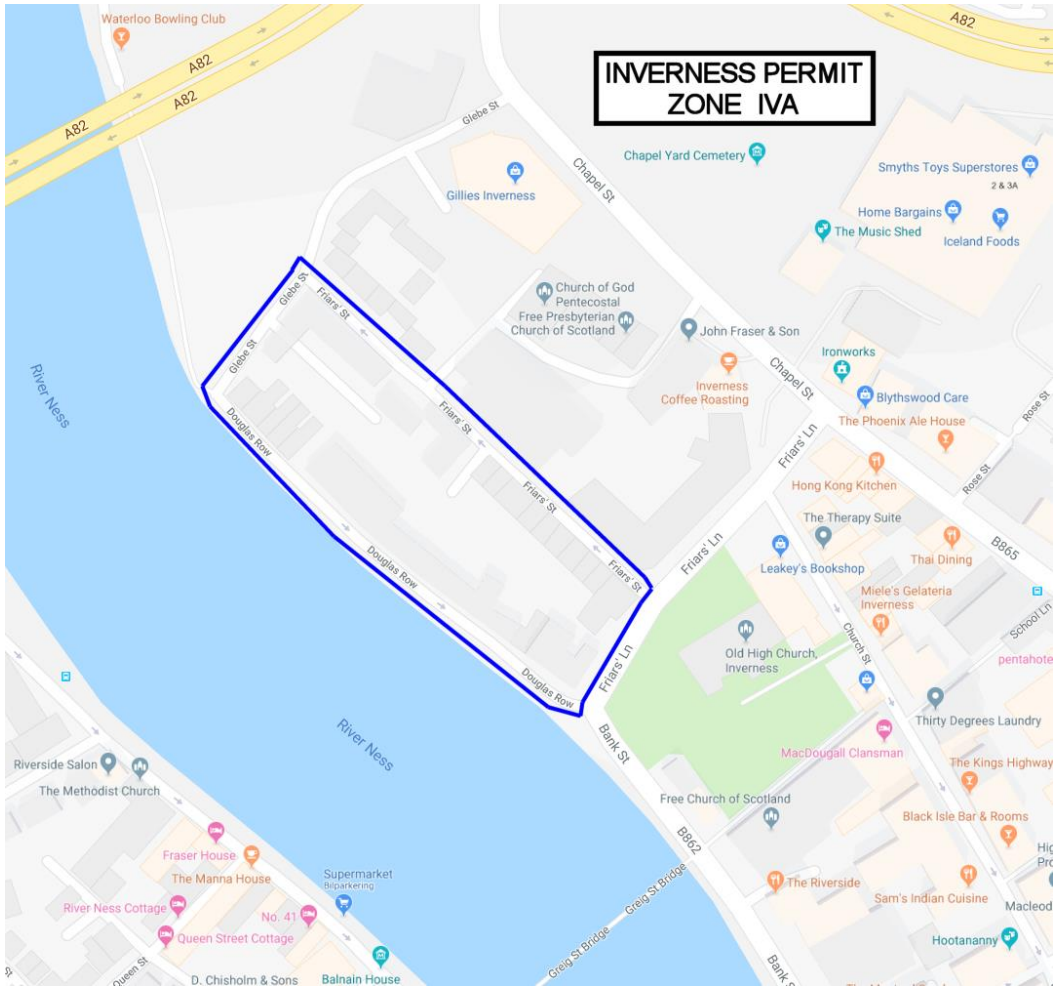 Waterloo Bowling Club
A82
A82
A82
A82
INVERNESS PERMIT
ZONE IVA
Glebe St
Chapel St
Chapel Yard Cemetery
Smyths Toys Superstores
2 & 3A
Gillies Inverness
Home Bargains
Iceland Foods
The Music Shed
Glebe St
Friars' St
Church of God
Pentecostal
Free Presbyterian
Church of Scotland
John Fraser & Son
Glebe St
River Ness
Ironworks
Inverness
Coffee Roasting
Chapel St
Blythswood Care
Rose St
Friars' St
Douglas Row
The Phoenix Ale House
Friars' Ln
Hong Kong Kitchen
Rose St
Friars' St
The Therapy Suite
B865
Friars' Ln
Thai Dining
Douglas Row
Friars' St
Leakey's Bookshop
Miele's Gelateria
Inverness
School Ln
Old High Church,
Inverness
Church St
pentahote
Friars' Ln
Douglas Row
Thirty Degrees Laundry
River Ness
Bank St
MacDougall Clansman
Riverside Salon
The Kings Highway
The Methodist Church
Free Church of Scotland
Black Isle Bar & Rooms
B862
Fraser House
Hig
Pro
The Manna House
Supermarket
Bilparkering
The Riverside
Greig St Bridge
Sam's Indian Cuisine
Macleod
River Ness Cottage
No. 41
Queen Street Cottage
Hootananny
Queen St
Greig St Bridge
D. Chisholm & Sons
Balnain House
Bank S